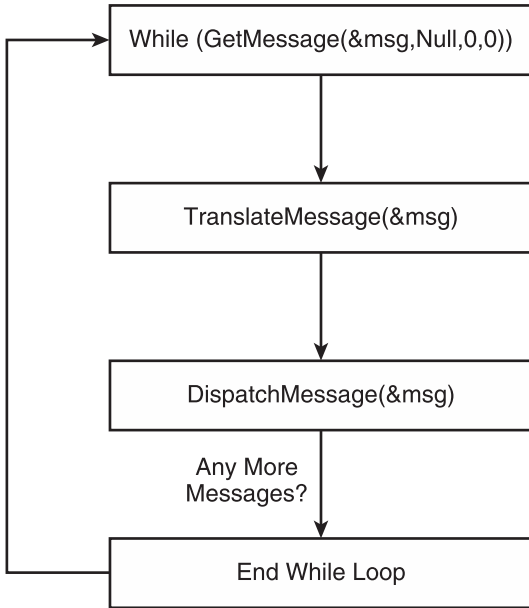 While (GetMessage(&msg,Null,0,0))
TranslateMessage(&msg)
DispatchMessage(&msg)
Any More
Messages?
End While Loop